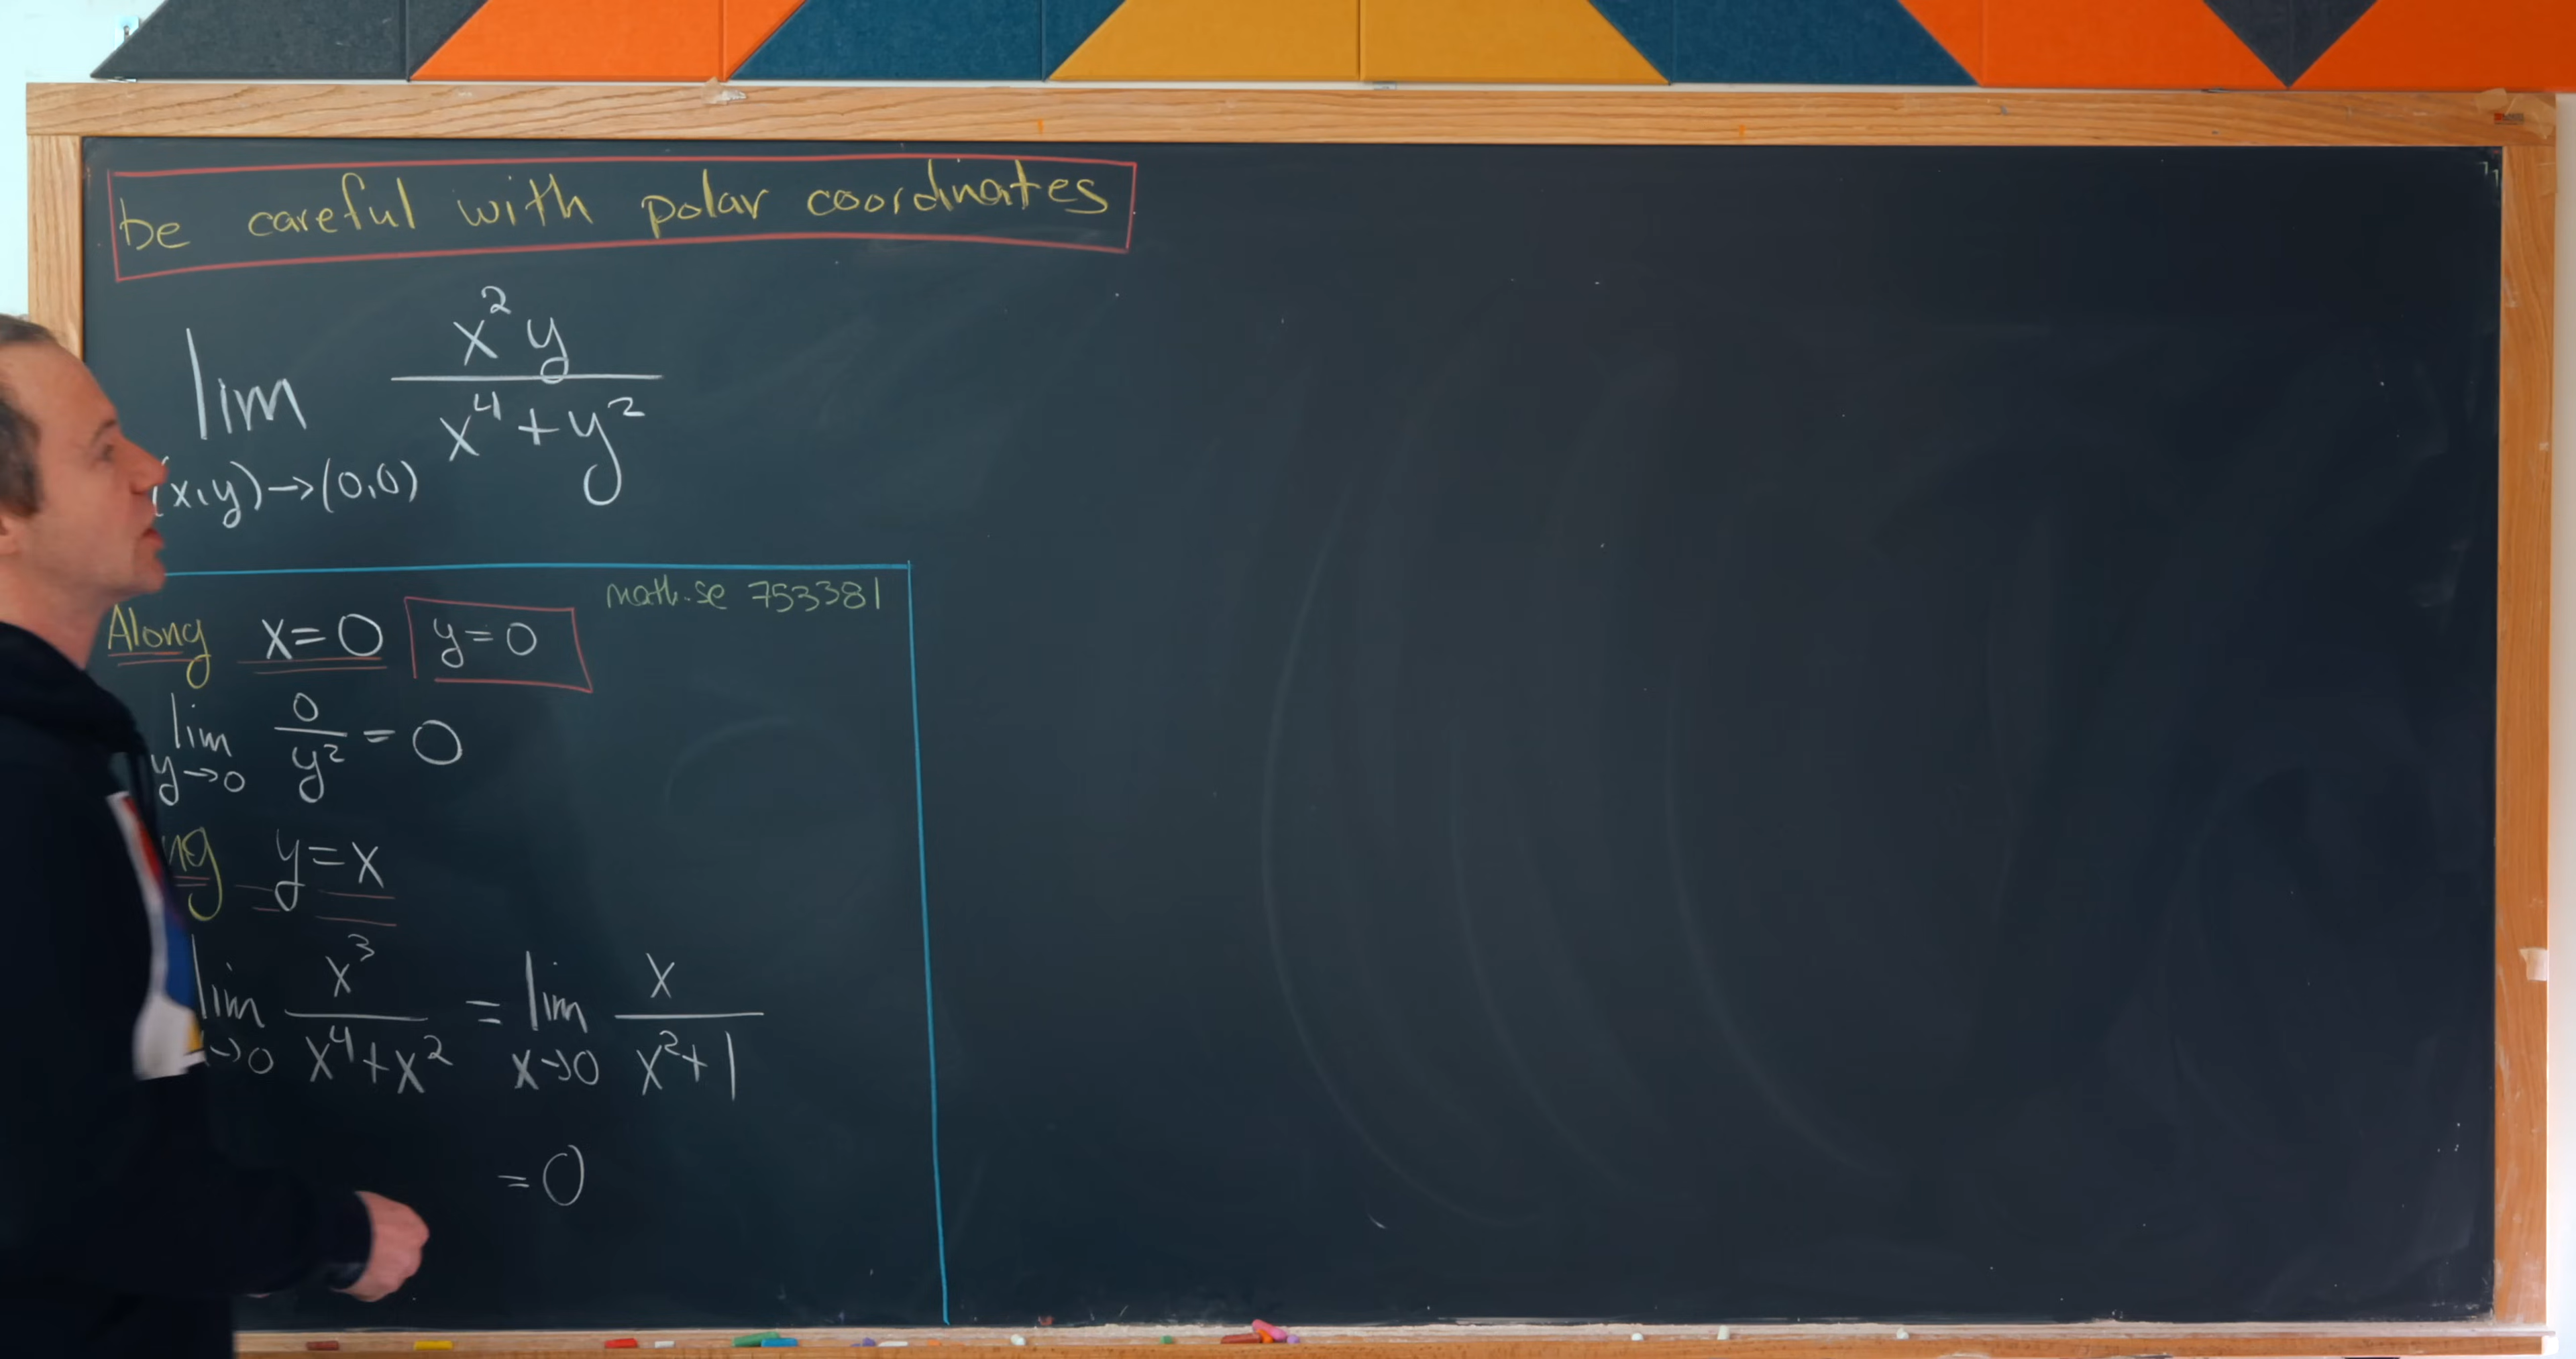 be careful with polar coordinates
lim x²y / x⁴+y²
(x,y)→(0,0)
math.se 753381
Along x=0 y=0
lim 0/y² = 0
y→0
y=x
lim x³/x⁴+x² = lim x/x²+1
→0 x→0
=0